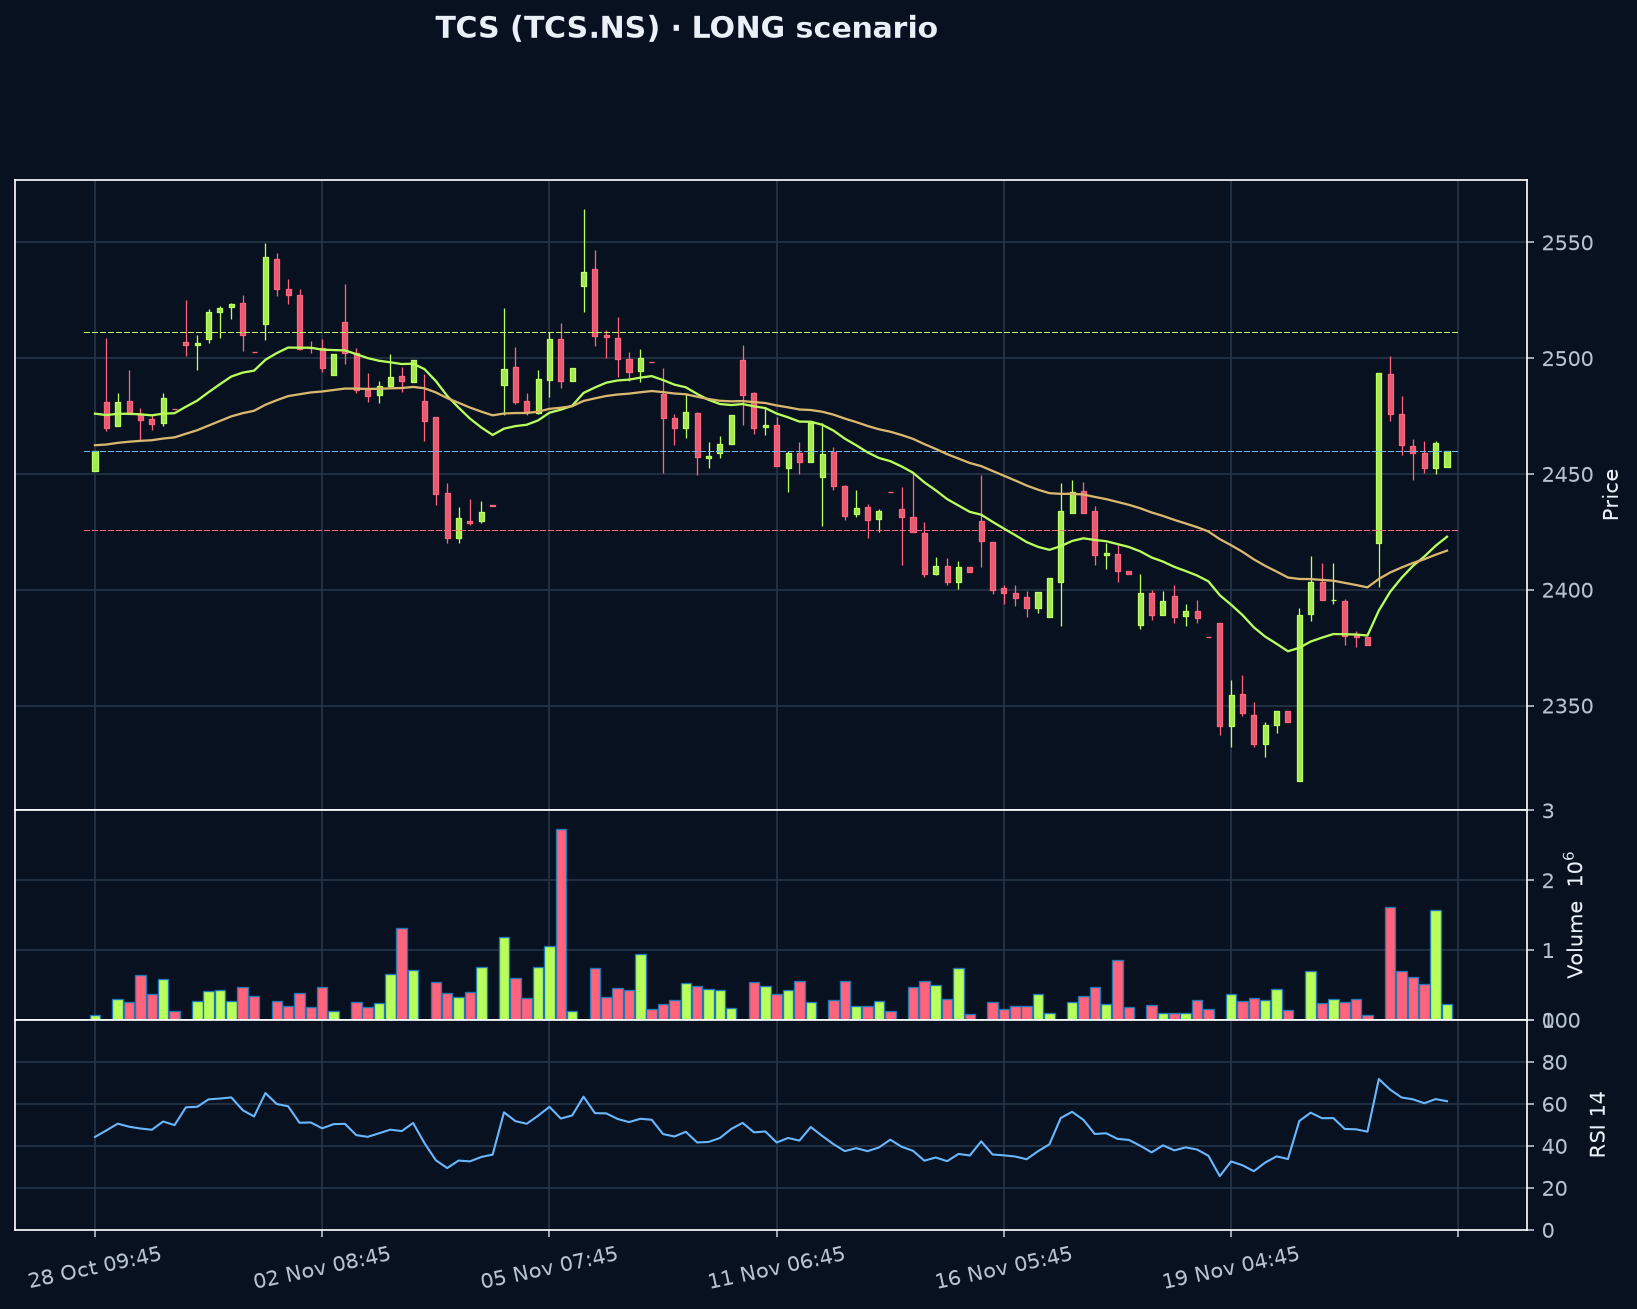 TCS (TCS.NS) · LONG scenario
2550
2500
2450
2400
2350
Price
3
2
1
0
Volume 10⁶
100
80
60
40
20
0
RSI 14
28 Oct 09:45
02 Nov 08:45
05 Nov 07:45
11 Nov 06:45
16 Nov 05:45
19 Nov 04:45